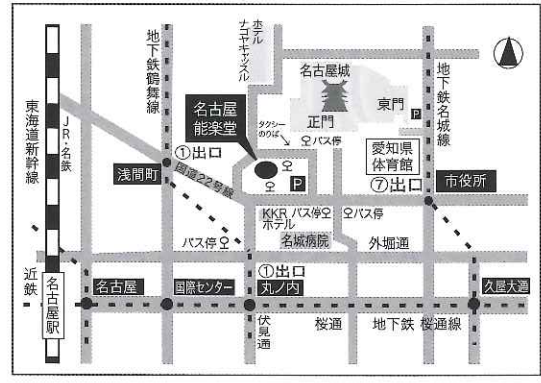 ホテル
ナゴヤキャッスル
地下鉄鶴舞線
名古屋城
東門
正門
P
地下鉄名城線
東海道新幹線
JR・名鉄
名古屋
能楽堂
タクシー
のりば
バス停
愛知県
体育館
①出口
浅間町
国道22号線
P
⑦出口
市役所
KKR
ホテル
バス停
バス停
名城病院
外堀通
バス停
①出口
近鉄
名古屋駅
名古屋
国際センター
丸ノ内
久屋大通
伏見通
桜通
地下鉄 桜通線